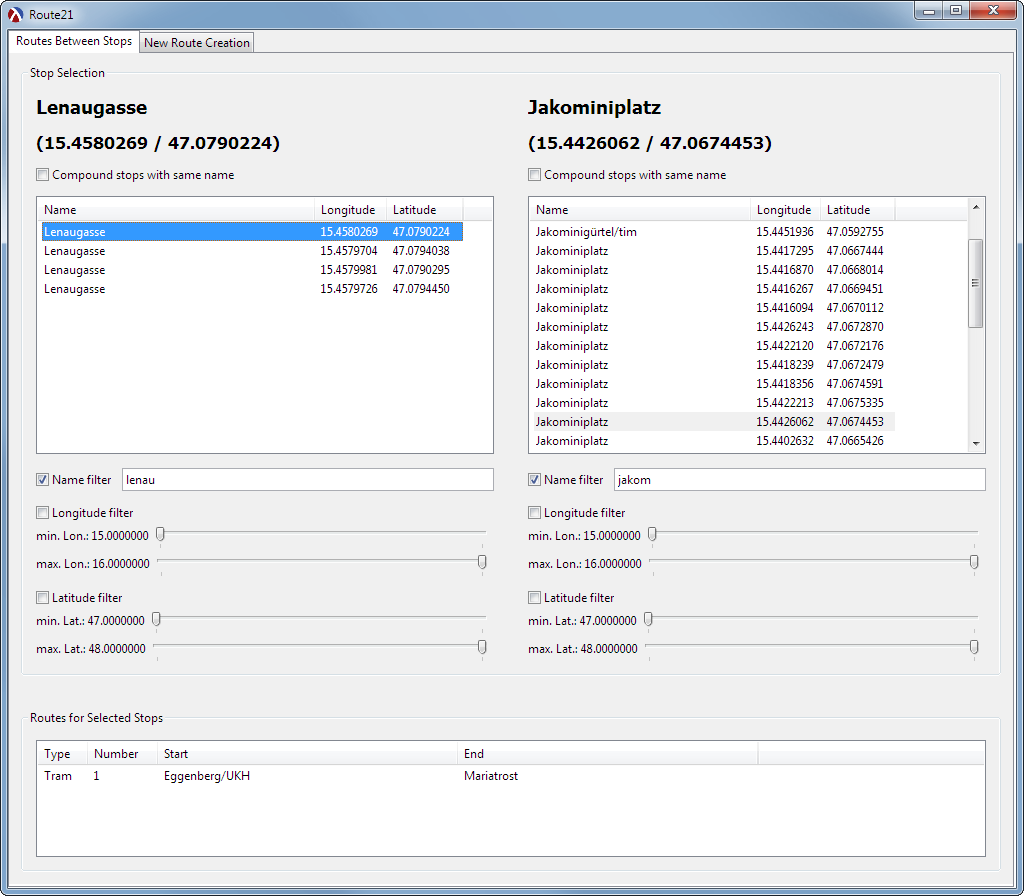 Route21
Routes Between Stops
New Route Creation
Stop Selection
Lenaugasse
(15.4580269 / 47.0790224)
Compound stops with same name
Name Longitude Latitude
Lenaugasse 15.4580269 47.0790224
Lenaugasse 15.4579704 47.0794038
Lenaugasse 15.4579981 47.0790295
Lenaugasse 15.4579726 47.0794450
Name filter lenau
Longitude filter
min. Lon.: 15.0000000
max. Lon.: 16.0000000
Latitude filter
min. Lat.: 47.0000000
max. Lat.: 48.0000000
Jakominiplatz
(15.4426062 / 47.0674453)
Compound stops with same name
Name Longitude Latitude
Jakominigürtel/tim 15.4451936 47.0592755
Jakominiplatz 15.4417295 47.0667444
Jakominiplatz 15.4416870 47.0668014
Jakominiplatz 15.4416267 47.0669451
Jakominiplatz 15.4416094 47.0670112
Jakominiplatz 15.4426243 47.0672870
Jakominiplatz 15.4422120 47.0672176
Jakominiplatz 15.4418239 47.0672479
Jakominiplatz 15.4418356 47.0674591
Jakominiplatz 15.4422213 47.0675335
Jakominiplatz 15.4426062 47.0674453
Jakominiplatz 15.4402632 47.0665426
Name filter jakom
Longitude filter
min. Lon.: 15.0000000
max. Lon.: 16.0000000
Latitude filter
min. Lat.: 47.0000000
max. Lat.: 48.0000000
Routes for Selected Stops
Type Number Start End
Tram 1 Eggenberg/UKH Mariatrost